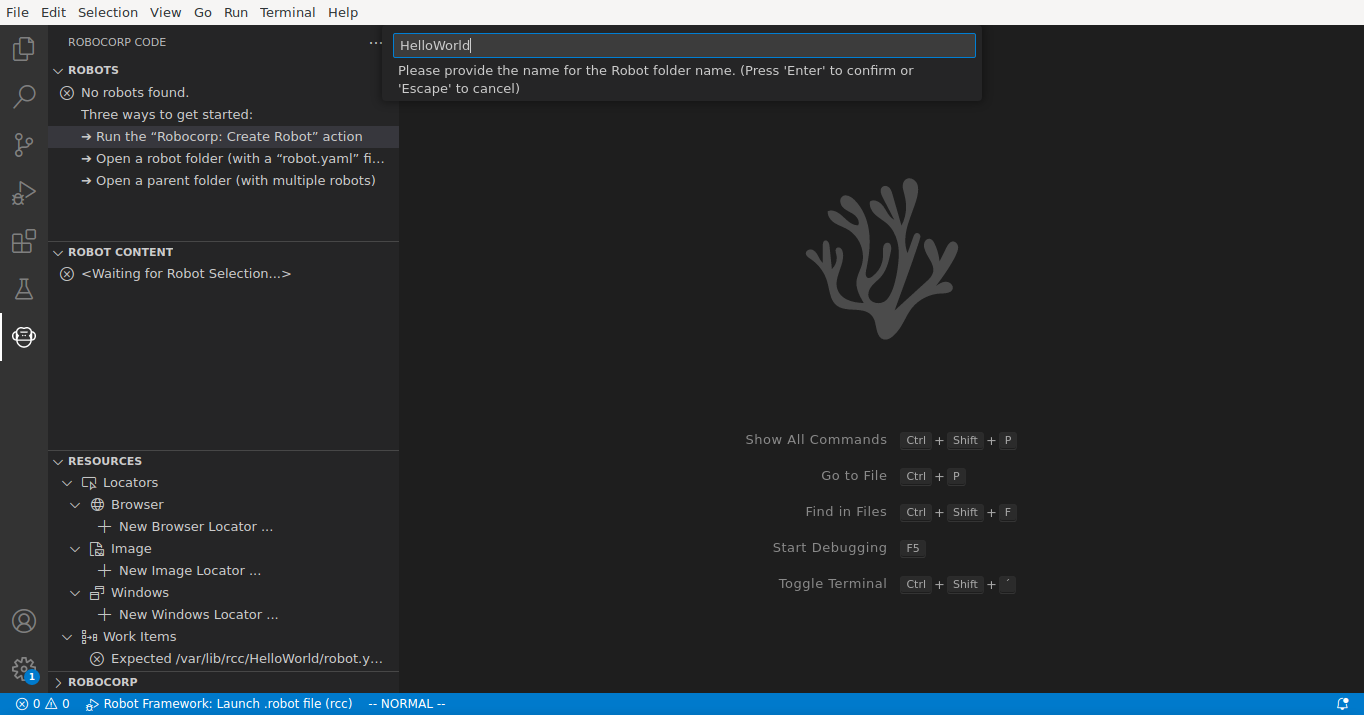 File Edit Selection View Go Run Terminal Help
ROBOCORP CODE
HelloWorld
Please provide the name for the Robot folder name. (Press 'Enter' to confirm or
'Escape' to cancel)
ROBOTS
No robots found.
Three ways to get started:
➔ Run the “Robocorp: Create Robot” action
➔ Open a robot folder (with a “robot.yaml” fi...
➔ Open a parent folder (with multiple robots)
ROBOT CONTENT
<Waiting for Robot Selection...>
RESOURCES
Locators
Browser
New Browser Locator ...
Image
New Image Locator ...
Windows
New Windows Locator ...
Work Items
Expected /var/lib/rcc/HelloWorld/robot.y...
ROBOCORP
Show All Commands Ctrl + Shift + P
Go to File Ctrl + P
Find in Files Ctrl + Shift + F
Start Debugging F5
Toggle Terminal Ctrl + Shift + ´
1
0 0 Robot Framework: Launch .robot file (rcc) -- NORMAL --